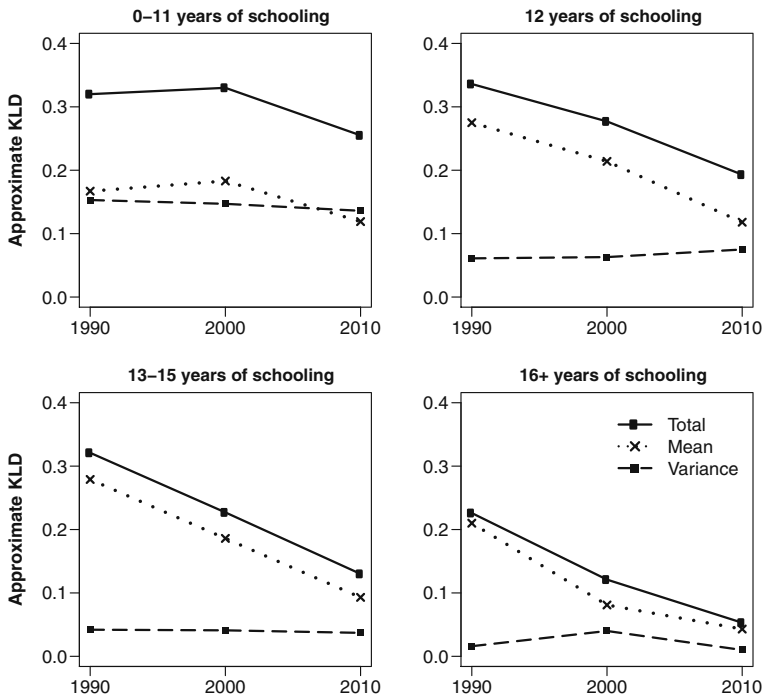 0–11 years of schooling
12 years of schooling
Approximate KLD
0.4
0.3
0.2
0.1
0.0
1990 2000 2010
0.4
0.3
0.2
0.1
0.0
1990 2000 2010
13–15 years of schooling
16+ years of schooling
Approximate KLD
0.4
0.3
0.2
0.1
0.0
1990 2000 2010
0.4
0.3
0.2
0.1
0.0
Total
Mean
Variance
1990 2000 2010